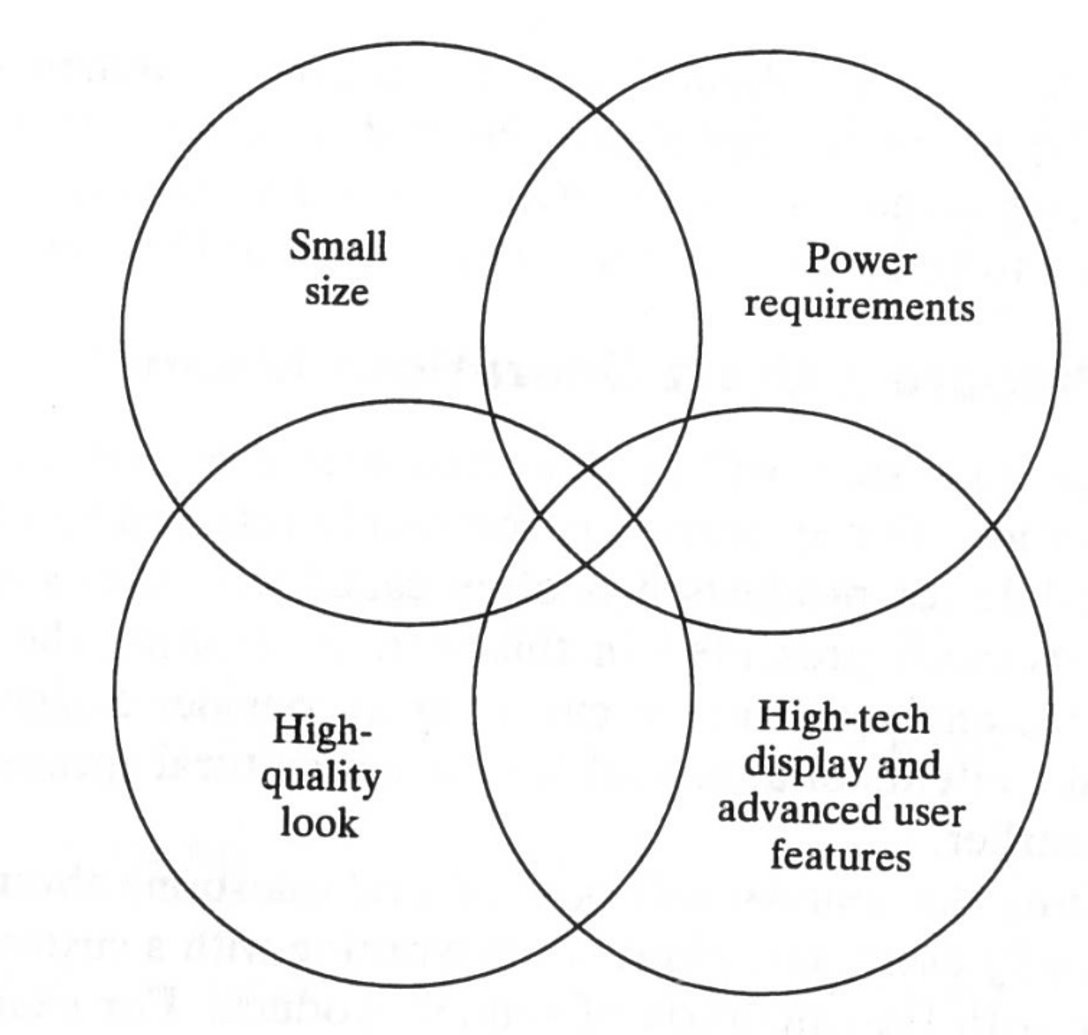 Small
size
Power
requirements
High-
quality
look
High-tech
display and
advanced user
features